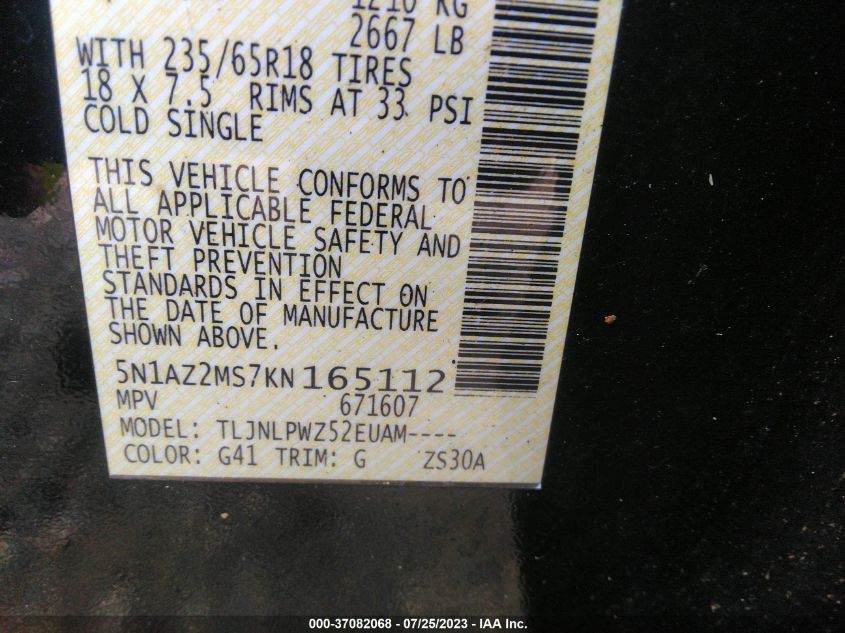 1210 KG
2667 LB
WITH 235/65R18 TIRES
18 X 7.5 RIMS AT 33 PSI
COLD SINGLE
THIS VEHICLE CONFORMS TO
ALL APPLICABLE FEDERAL
MOTOR VEHICLE SAFETY AND
THEFT PREVENTION
STANDARDS IN EFFECT ON
THE DATE OF MANUFACTURE
SHOWN ABOVE.
5N1AZ2MS7KN165112
MPV 671607
MODEL: TLJNLPWZ52EUAM----
COLOR: G41 TRIM: G ZS30A
000-37082068 - 07/25/2023 - IAA Inc.